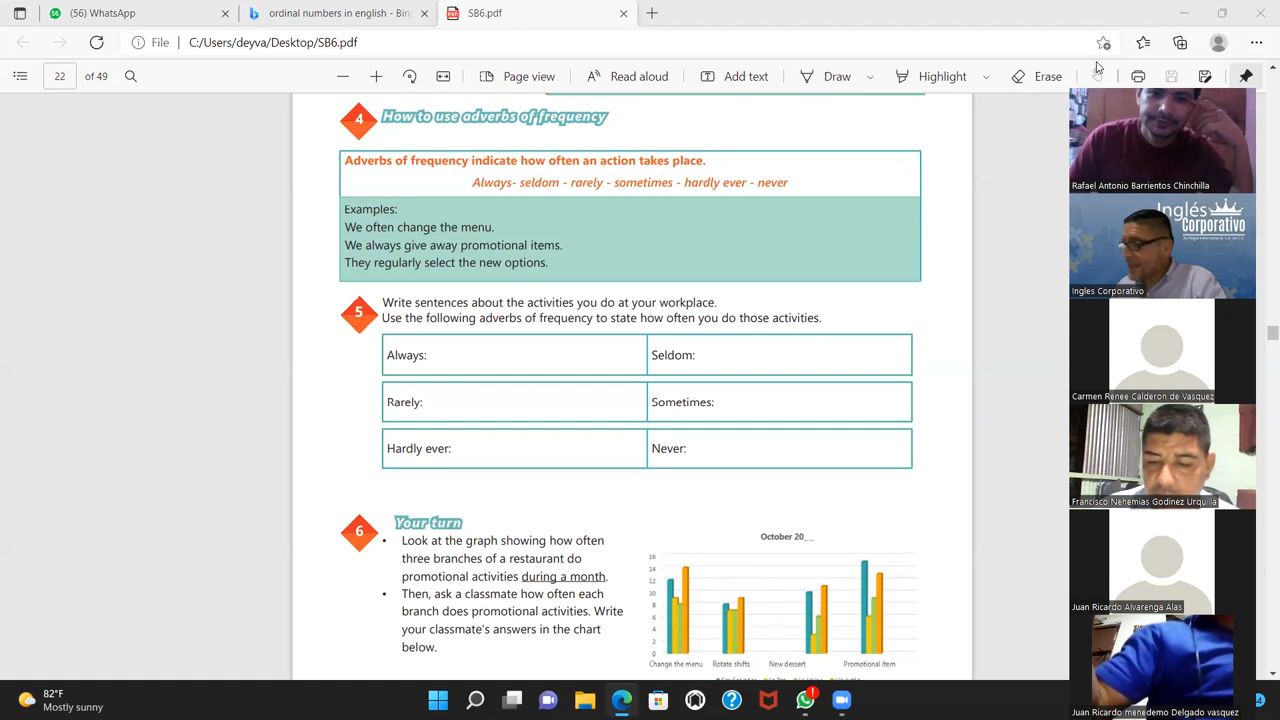 (56) WhatsApp
ordinal numbers in english - Bing
SB6.pdf
File
C:/Users/deyva/Desktop/SB6.pdf
22 of 49
Page view
Read aloud
Add text
Draw
Highlight
Erase
4 How to use adverbs of frequency
Adverbs of frequency indicate how often an action takes place.
Always- seldom - rarely - sometimes - hardly ever - never
Examples:
We often change the menu.
We always give away promotional items.
They regularly select the new options.
5 Write sentences about the activities you do at your workplace.
Use the following adverbs of frequency to state how often you do those activities.
Always:
Seldom:
Rarely:
Sometimes:
Hardly ever:
Never:
6 Your turn
• Look at the graph showing how often
three branches of a restaurant do
promotional activities during a month.
• Then, ask a classmate how often each
branch does promotional activities. Write
your classmate's answers in the chart
below.
October 20_ _
16
14
12
10
8
6
4
2
0
Change the menu
Rotate shifts
New dessert
Promotional item
Rafael Antonio Barrientos Chinchilla
Inglés
Corporativo
Ingles Corporativo
Carmen Renee Calderon de Vasquez
Francisco Nehemias Godinez Urquilla
Juan Ricardo Alvarenga Alas
Juan Ricardo menedemo Delgado vasquez
82°F
Mostly sunny